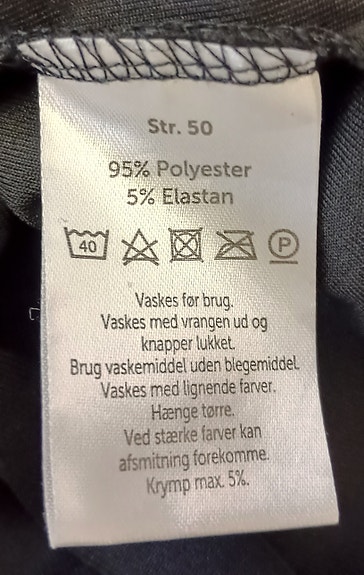 Str. 50
95% Polyester
5% Elastan
40 P
Vaskes før brug.
Vaskes med vrangen ud og
knapper lukket.
Brug vaskemiddel uden blegemiddel.
Vaskes med lignende farver.
Hænge tørre.
Ved stærke farver kan
afsmitning forekomme.
Krymp max. 5%.